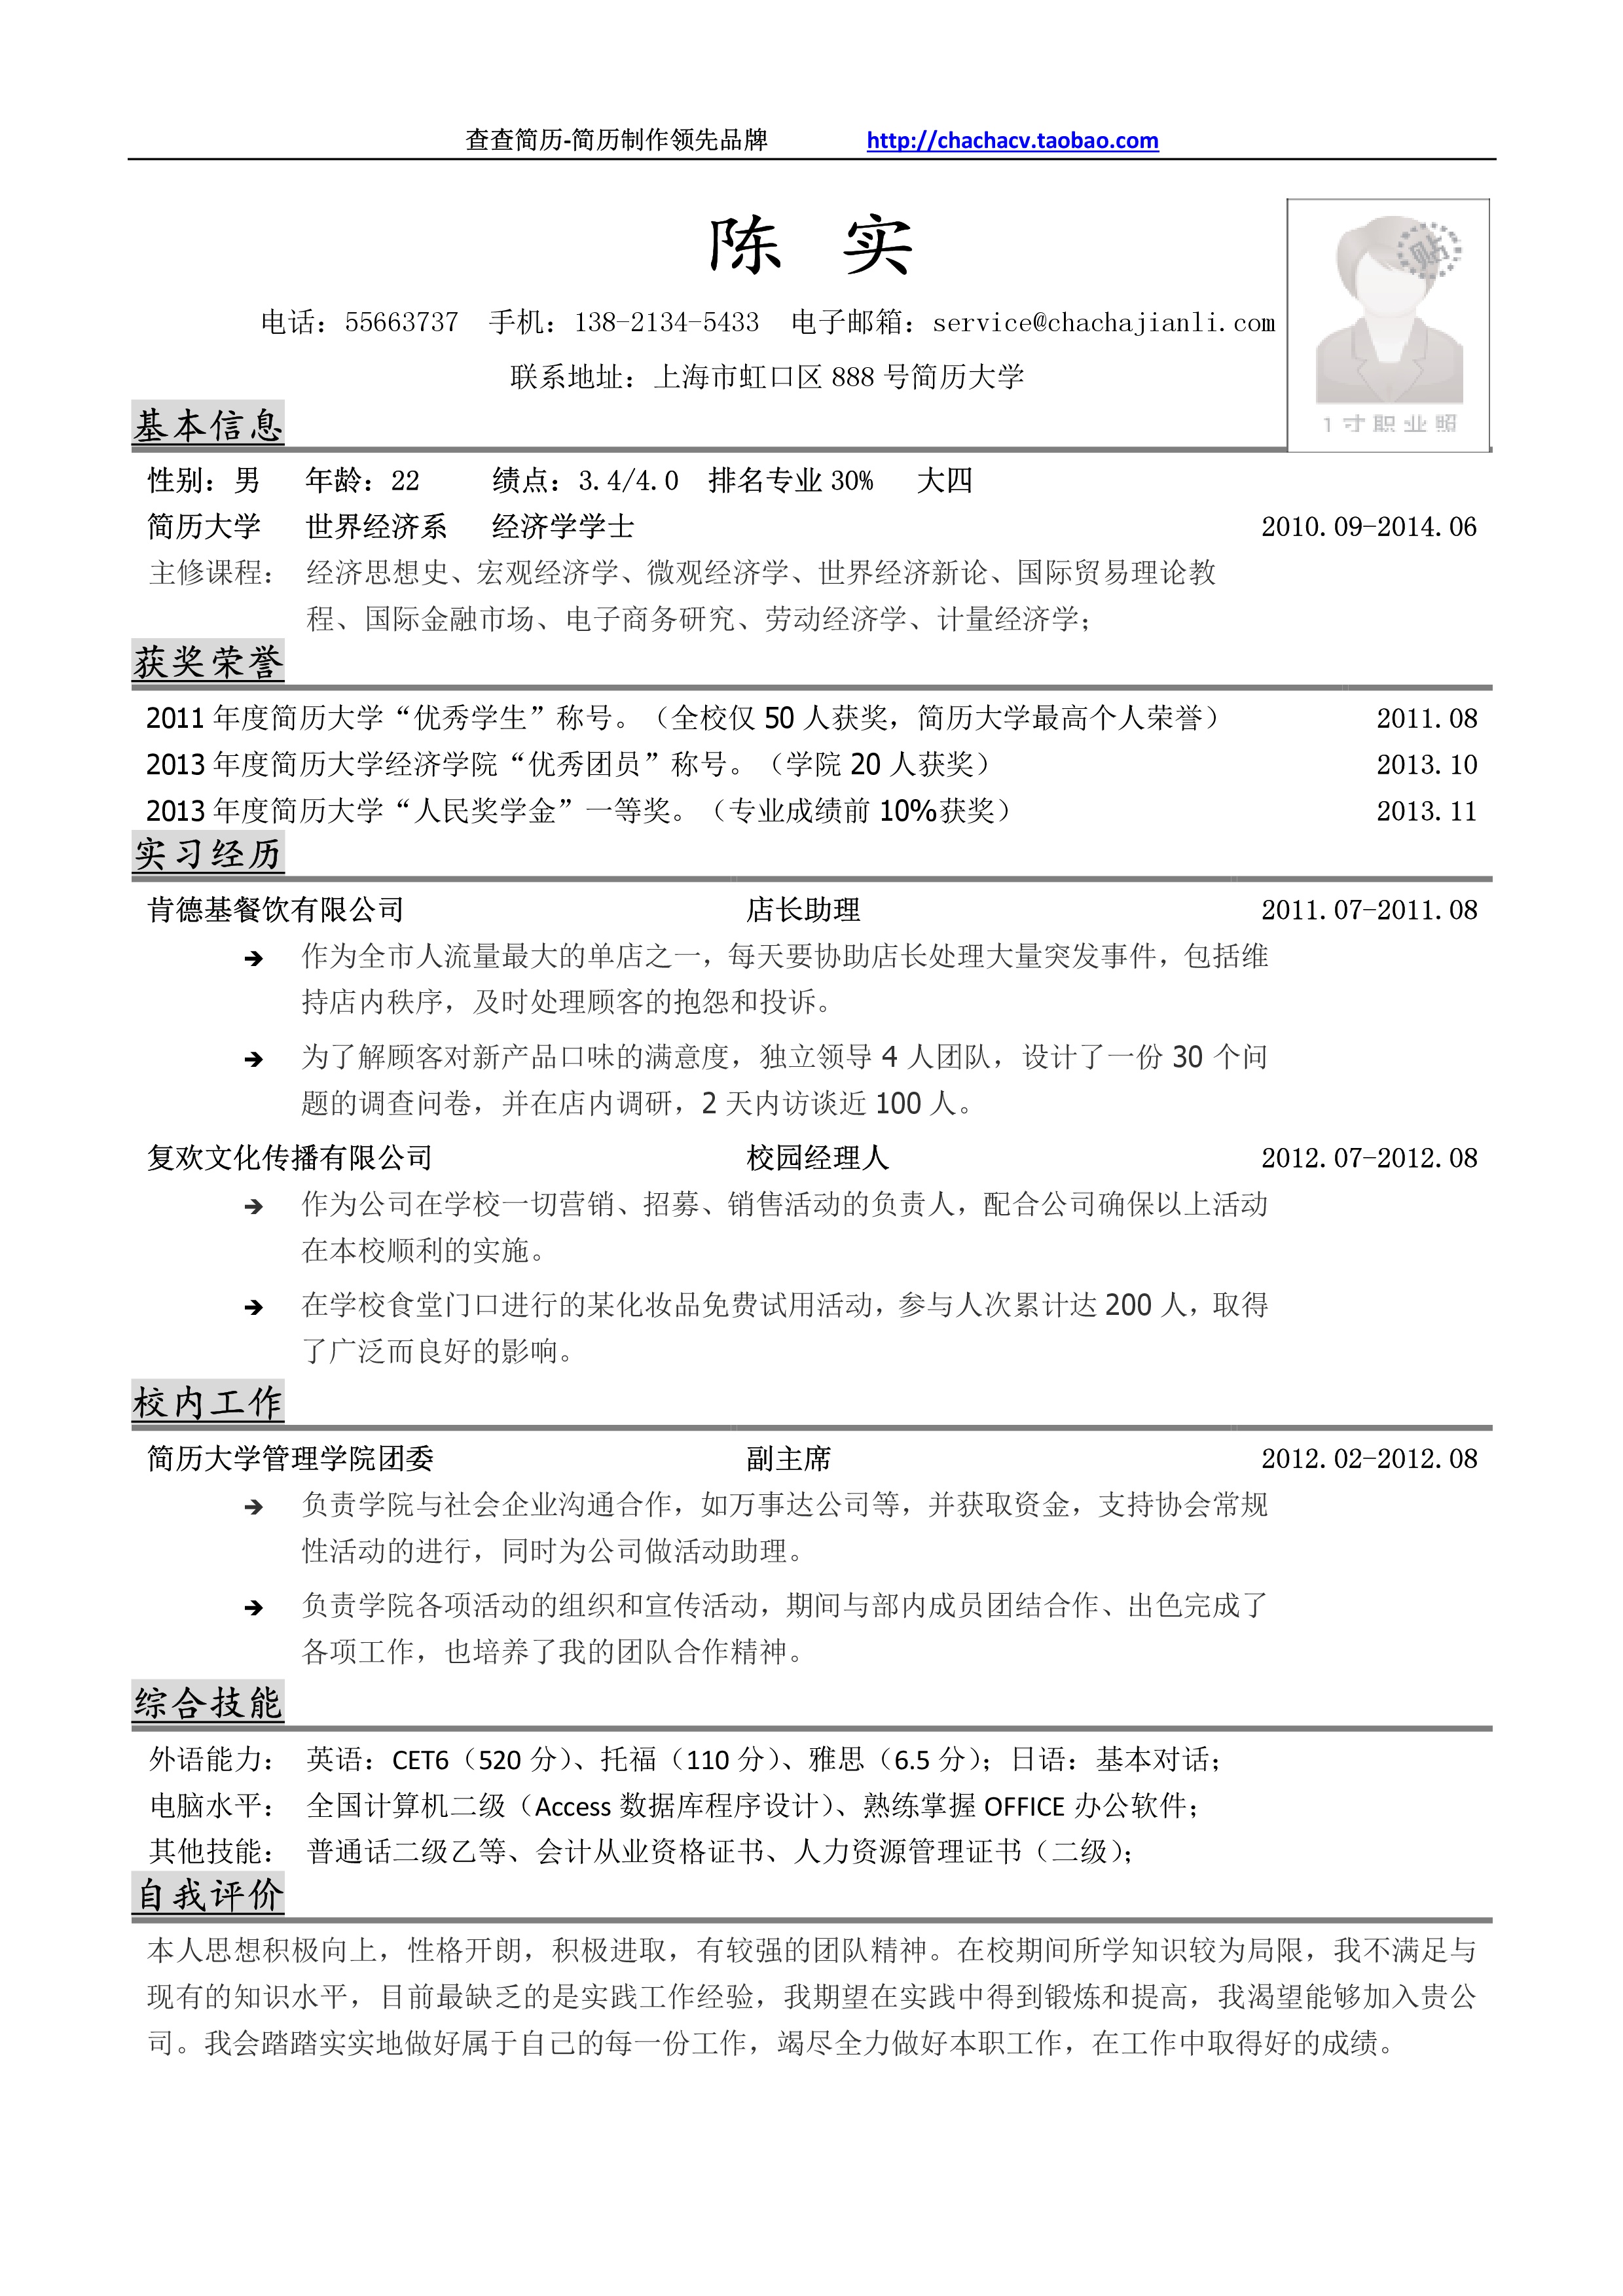 查查简历-简历制作领先品牌 http://chachacv.taobao.com
陈 实
贴
电话：55663737 手机：138-2134-5433 电子邮箱：service@chachajianli.com
联系地址：上海市虹口区 888 号简历大学
1 寸 职 业 照
基本信息
性别：男 年龄：22 绩点：3.4/4.0 排名专业 30% 大四
简历大学 世界经济系 经济学学士 2010.09-2014.06
主修课程： 经济思想史、宏观经济学、微观经济学、世界经济新论、国际贸易理论教
程、国际金融市场、电子商务研究、劳动经济学、计量经济学；
获奖荣誉
2011 年度简历大学“优秀学生”称号。（全校仅 50 人获奖，简历大学最高个人荣誉） 2011.08
2013 年度简历大学经济学院“优秀团员”称号。（学院 20 人获奖） 2013.10
2013 年度简历大学“人民奖学金”一等奖。（专业成绩前 10%获奖） 2013.11
实习经历
肯德基餐饮有限公司 店长助理 2011.07-2011.08
➔ 作为全市人流量最大的单店之一，每天要协助店长处理大量突发事件，包括维
持店内秩序，及时处理顾客的抱怨和投诉。
➔ 为了解顾客对新产品口味的满意度，独立领导 4 人团队，设计了一份 30 个问
题的调查问卷，并在店内调研，2 天内访谈近 100 人。
复欢文化传播有限公司 校园经理人 2012.07-2012.08
➔ 作为公司在学校一切营销、招募、销售活动的负责人，配合公司确保以上活动
在本校顺利的实施。
➔ 在学校食堂门口进行的某化妆品免费试用活动，参与人次累计达 200 人，取得
了广泛而良好的影响。
校内工作
简历大学管理学院团委 副主席 2012.02-2012.08
➔ 负责学院与社会企业沟通合作，如万事达公司等，并获取资金，支持协会常规
性活动的进行，同时为公司做活动助理。
➔ 负责学院各项活动的组织和宣传活动，期间与部内成员团结合作、出色完成了
各项工作，也培养了我的团队合作精神。
综合技能
外语能力： 英语：CET6（520 分）、托福（110 分）、雅思（6.5 分）；日语：基本对话；
电脑水平： 全国计算机二级（Access 数据库程序设计）、熟练掌握 OFFICE 办公软件；
其他技能： 普通话二级乙等、会计从业资格证书、人力资源管理证书（二级）；
自我评价
本人思想积极向上，性格开朗，积极进取，有较强的团队精神。在校期间所学知识较为局限，我不满足与
现有的知识水平，目前最缺乏的是实践工作经验，我期望在实践中得到锻炼和提高，我渴望能够加入贵公
司。我会踏踏实实地做好属于自己的每一份工作，竭尽全力做好本职工作，在工作中取得好的成绩。